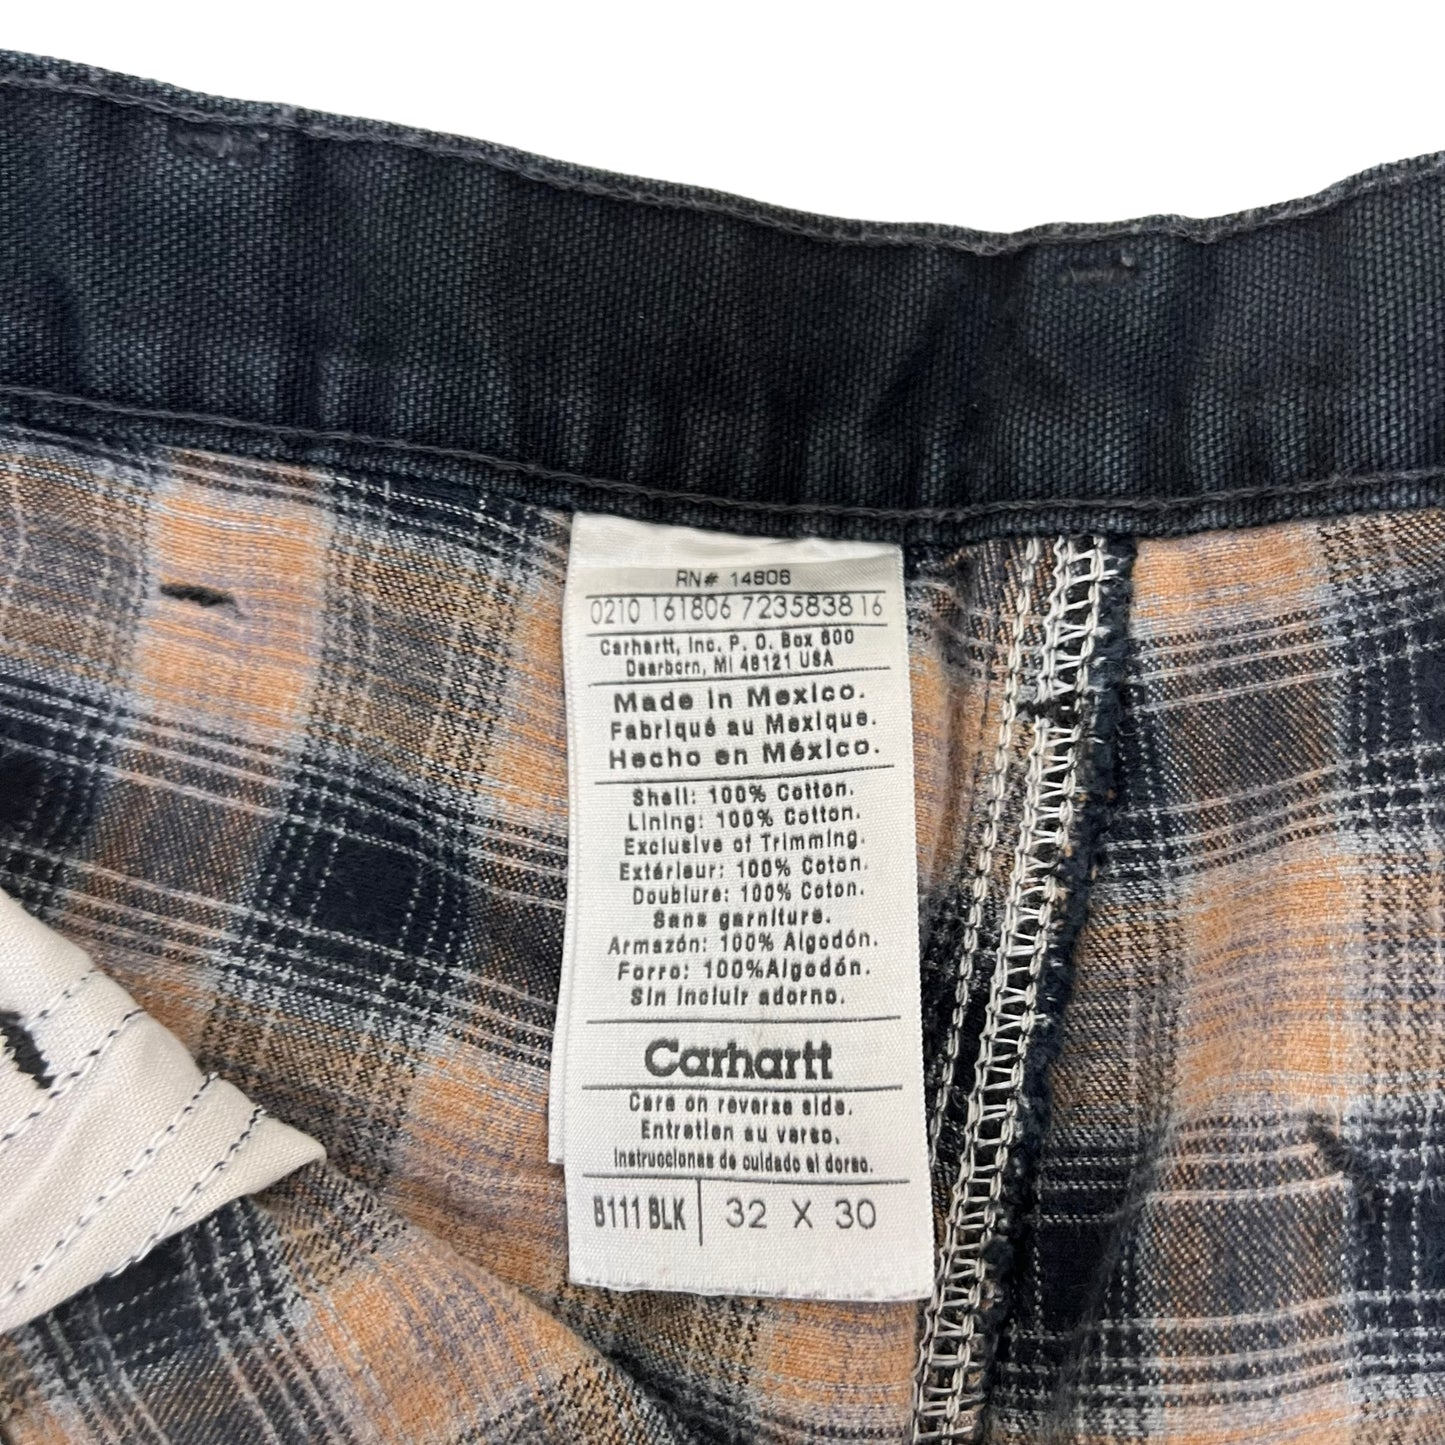 RN# 14806
0210 161806 7235838 16
Carhartt, Inc. P. O. Box 600
Dearborn, MI 48121 USA
Made in Mexico.
Fabriqué au Mexique.
Hecho en México.
Shell: 100% Cotton.
Lining: 100% Cotton.
Exclusive of Trimming.
Extérieur: 100% Coton.
Doublure: 100% Coton.
Sans garniture.
Armazón: 100% Algodón.
Forro: 100%Algodón.
Sin incluir adorno.
Carhartt
Care on reverse side.
Entretien au verso.
Instrucciones de cuidado al dorso.
B111 BLK 32 X 30